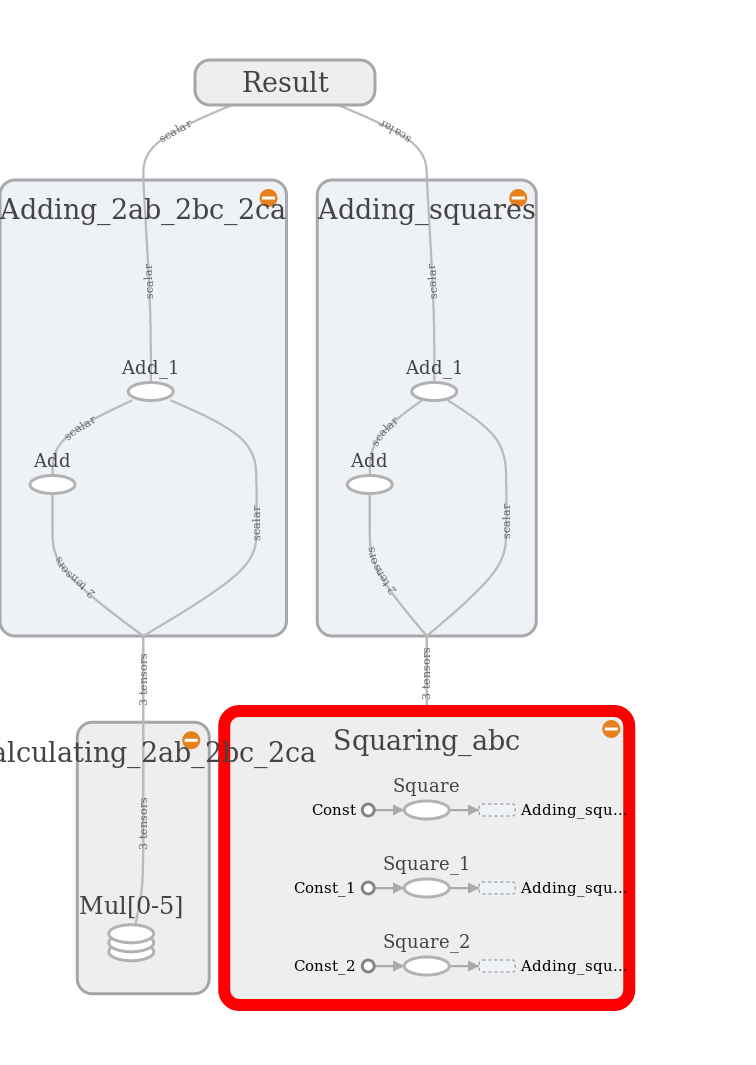 Result
scalar
scalar
Adding_2ab_2bc_2ca
Adding_squares
scalar
scalar
Add_1
Add_1
scalar
scalar
Add
Add
scalar
scalar
2 tensors
2 tensors
3 tensors
3 tensors
alculating_2ab_2bc_2ca
Squaring_abc
3 tensors
Square
Const
Adding_squ...
Square_1
Const_1
Adding_squ...
Mul[0-5]
Square_2
Const_2
Adding_squ...